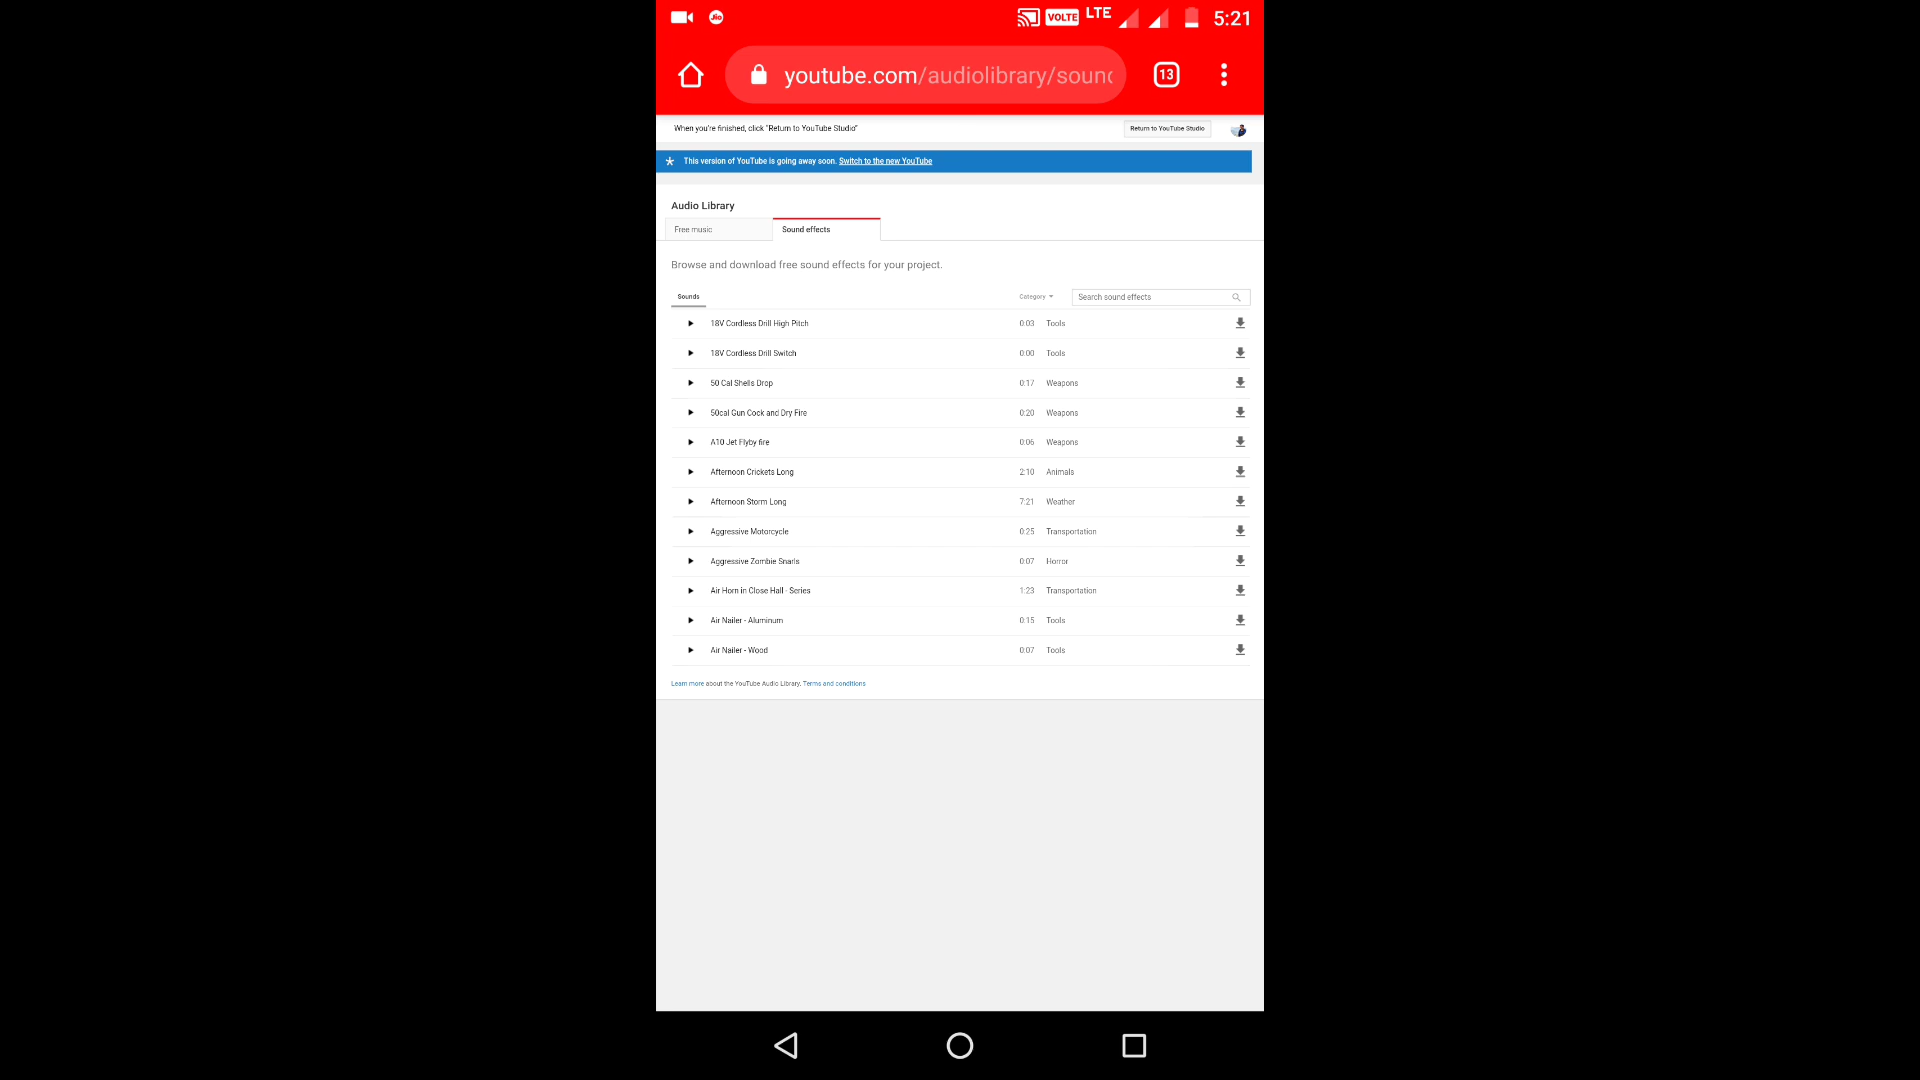 Jio VOLTE LTE 5:21
youtube.com/audiolibrary/sound
13
When you're finished, click "Return to YouTube Studio" Return to YouTube Studio
This version of YouTube is going away soon. Switch to the new YouTube
Audio Library
Free music Sound effects
Browse and download free sound effects for your project.
Sounds Category Search sound effects
18V Cordless Drill High Pitch 0:03 Tools
18V Cordless Drill Switch 0:00 Tools
50 Cal Shells Drop 0:17 Weapons
50cal Gun Cock and Dry Fire 0:20 Weapons
A10 Jet Flyby fire 0:06 Weapons
Afternoon Crickets Long 2:10 Animals
Afternoon Storm Long 7:21 Weather
Aggressive Motorcycle 0:25 Transportation
Aggressive Zombie Snarls 0:07 Horror
Air Horn in Close Hall - Series 1:23 Transportation
Air Nailer - Aluminum 0:15 Tools
Air Nailer - Wood 0:07 Tools
Learn more about the YouTube Audio Library. Terms and conditions